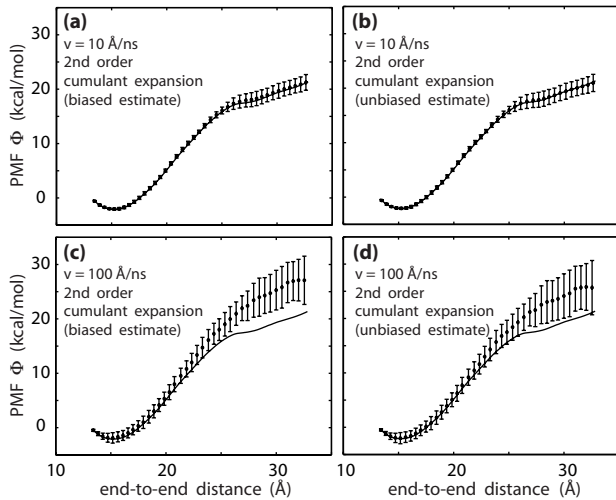 (a)
v = 10 Å/ns
2nd order
cumulant expansion
(biased estimate)
30
20
10
0
PMF Φ (kcal/mol)
(b)
v = 10 Å/ns
2nd order
cumulant expansion
(unbiased estimate)
(c)
v = 100 Å/ns
2nd order
cumulant expansion
(biased estimate)
30
20
10
0
PMF Φ (kcal/mol)
10
20
30
end-to-end distance (Å)
(d)
v = 100 Å/ns
2nd order
cumulant expansion
(unbiased estimate)
10
20
30
end-to-end distance (Å)